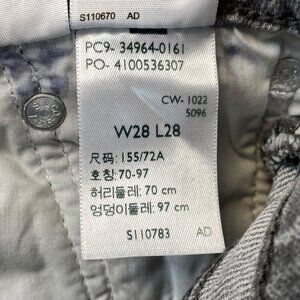 S110670 AD
PC9- 34964-0161
PO- 4100536307
CW- 1022
5096
W28 L28
尺码: 155/72A
호칭: 70-97
허리둘레: 70 cm
엉덩이둘레: 97 cm
S110783 AD